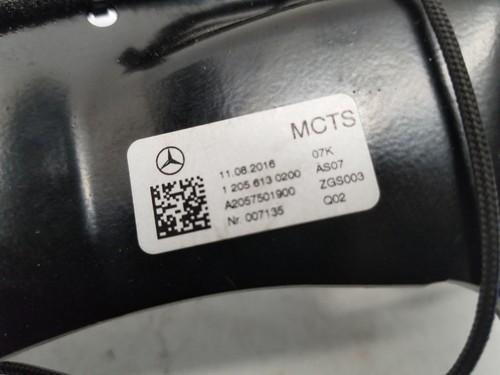 MCTS
11.08.2016 07K
1 205 613 0200 AS07
A2057501900 ZGS003
Nr. 007135 Q02